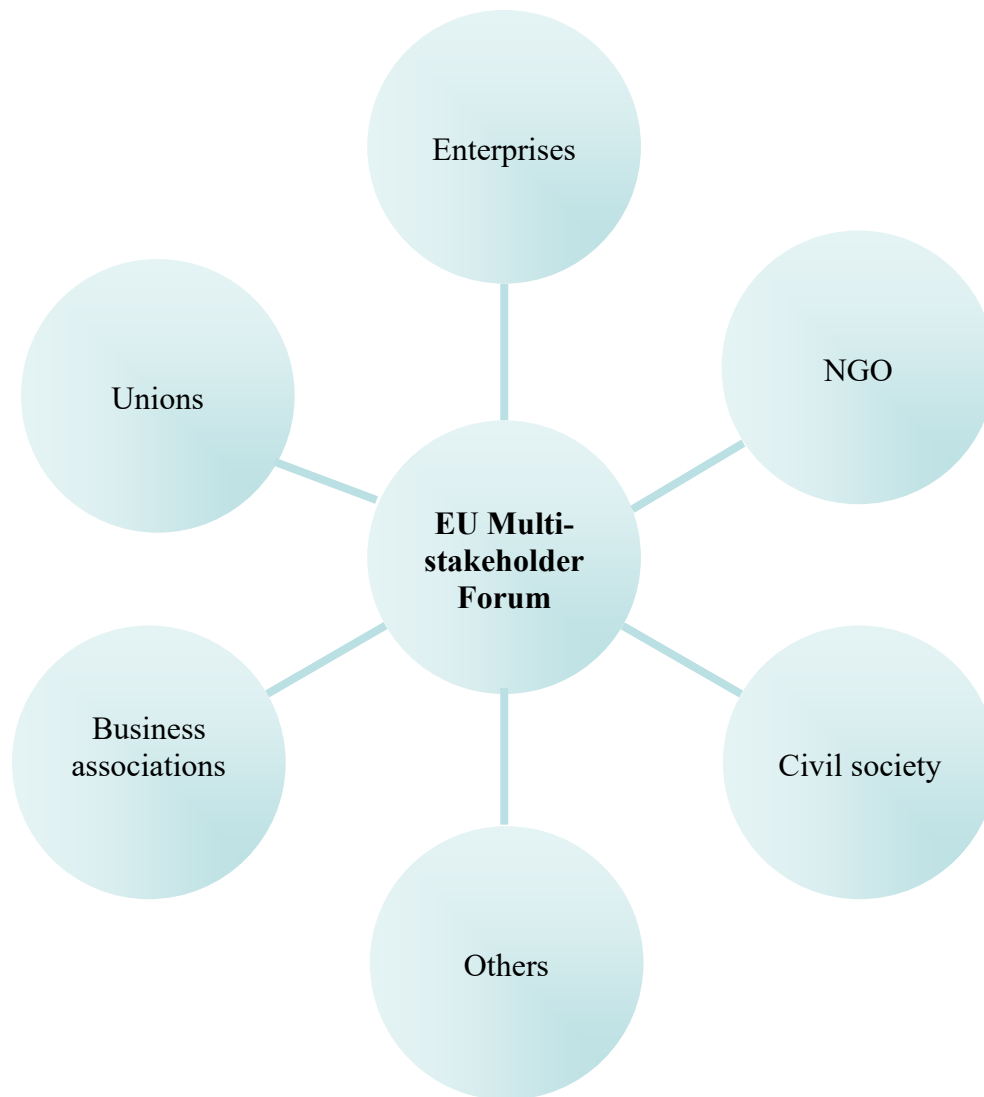 Enterprises
NGO
Unions
EU Multi-
stakeholder
Forum
Business
associations
Civil society
Others